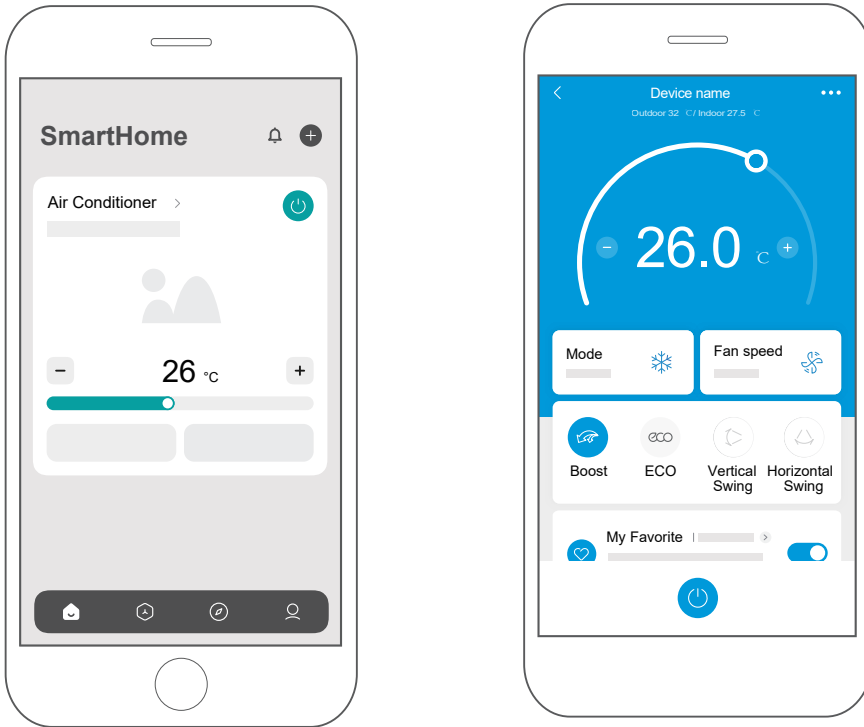 SmartHome
Air Conditioner
26 °C
Device name
Outdoor 32 ℃/ Indoor 27.5 ℃
26.0 ℃
Mode
Fan speed
eco
Boost
ECO
Vertical
Swing
Horizontal
Swing
My Favorite